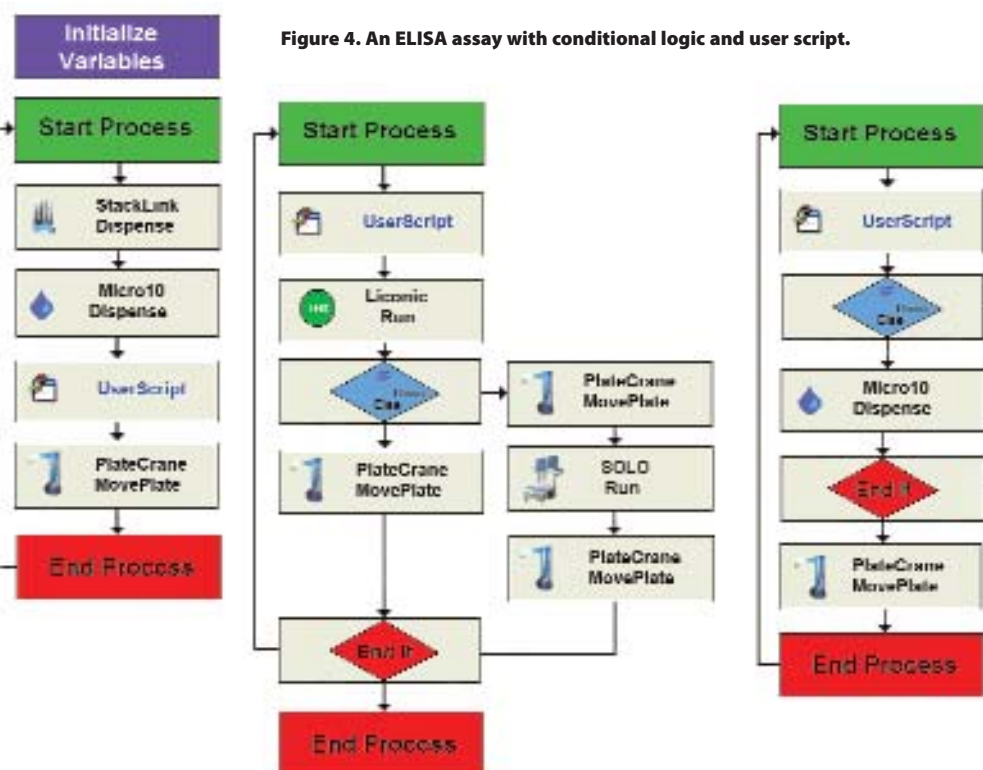 Initialize
Variables
Figure 4. An ELISA assay with conditional logic and user script.
Start Process
StackLink
Dispense
Micro10
Dispense
UserScript
PlateCrane
MovePlate
End Process
Start Process
UserScript
Liconic
Run
Else
PlateCrane
MovePlate
End If
End Process
PlateCrane
MovePlate
SOLO
Run
PlateCrane
MovePlate
Start Process
UserScript
Else
Micro10
Dispense
End If
PlateCrane
MovePlate
End Process